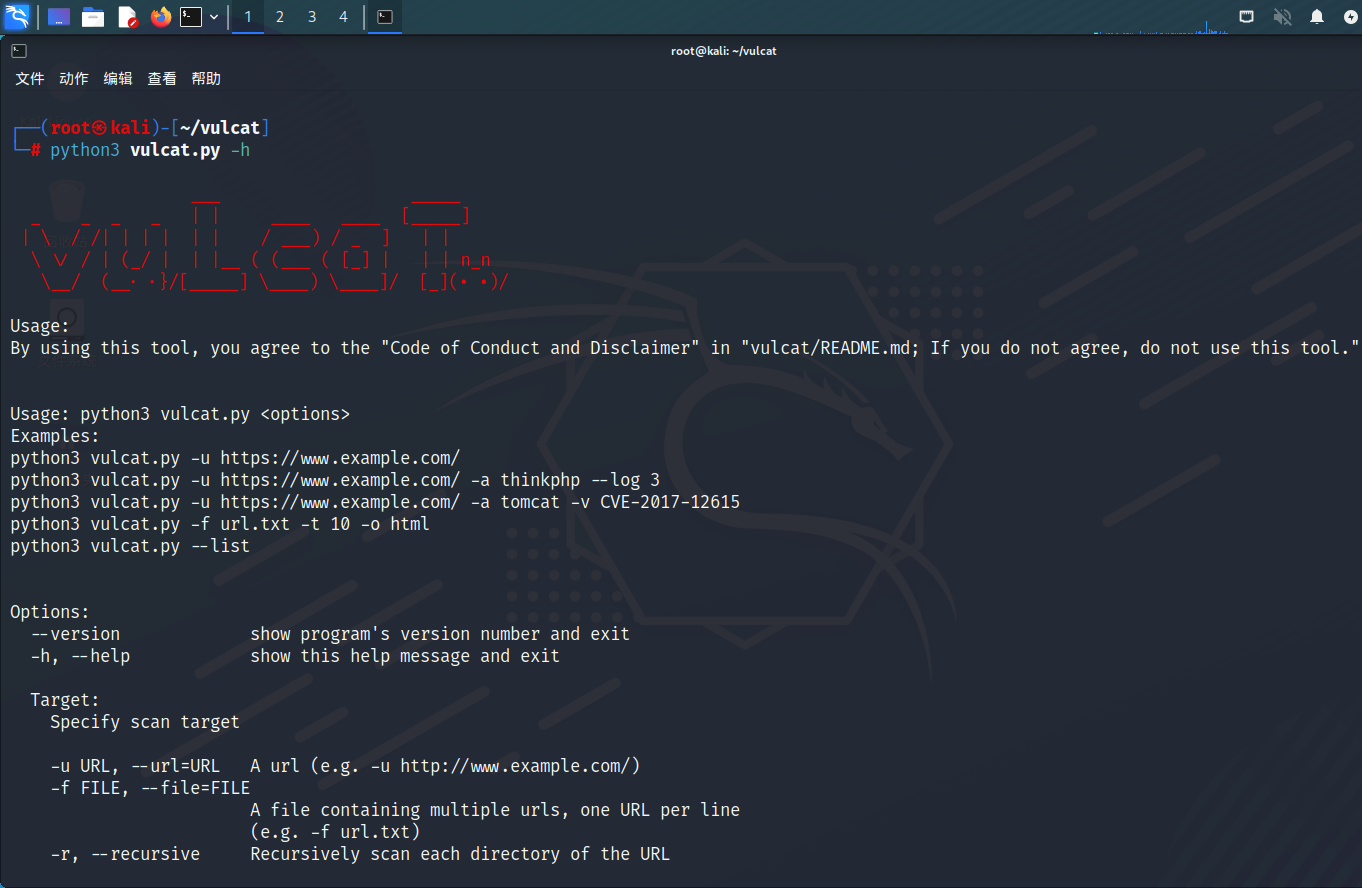 1 2 3 4
root@kali: ~/vulcat
文件 动作 编辑 查看 帮助
┌──(root㉿kali)-[~/vulcat]
└─# python3 vulcat.py -h
Usage:
By using this tool, you agree to the "Code of Conduct and Disclaimer" in "vulcat/README.md; If you do not agree, do not use this tool."
Usage: python3 vulcat.py <options>
Examples:
python3 vulcat.py -u https://www.example.com/
python3 vulcat.py -u https://www.example.com/ -a thinkphp --log 3
python3 vulcat.py -u https://www.example.com/ -a tomcat -v CVE-2017-12615
python3 vulcat.py -f url.txt -t 10 -o html
python3 vulcat.py --list
Options:
--version show program's version number and exit
-h, --help show this help message and exit
Target:
Specify scan target
-u URL, --url=URL A url (e.g. -u http://www.example.com/)
-f FILE, --file=FILE
A file containing multiple urls, one URL per line
(e.g. -f url.txt)
-r, --recursive Recursively scan each directory of the URL